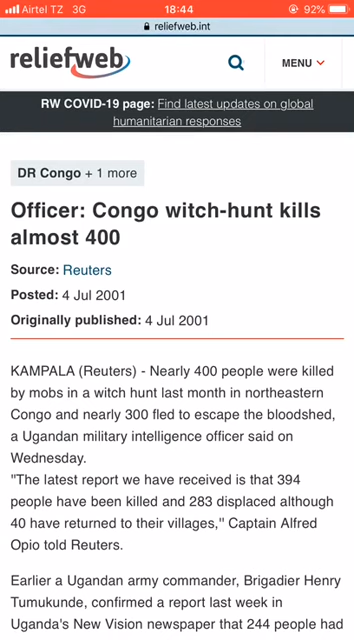 Airtel TZ 3G 18:44 92%
reliefweb.int
reliefweb MENU
RW COVID-19 page: Find latest updates on global
humanitarian responses
DR Congo + 1 more
Officer: Congo witch-hunt kills
almost 400
Source: Reuters
Posted: 4 Jul 2001
Originally published: 4 Jul 2001
KAMPALA (Reuters) - Nearly 400 people were killed
by mobs in a witch hunt last month in northeastern
Congo and nearly 300 fled to escape the bloodshed,
a Ugandan military intelligence officer said on
Wednesday.
"The latest report we have received is that 394
people have been killed and 283 displaced although
40 have returned to their villages," Captain Alfred
Opio told Reuters.
Earlier a Ugandan army commander, Brigadier Henry
Tumukunde, confirmed a report last week in
Uganda's New Vision newspaper that 244 people had